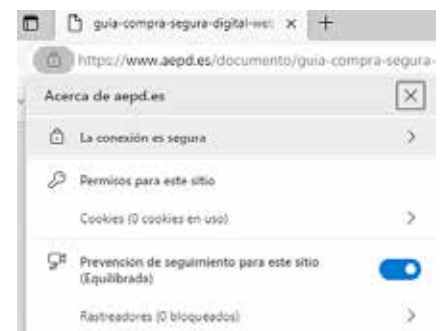 guia-compra-segura-digital-web
https://www.aepd.es/documento/guia-compra-segura-
Acerca de aepd.es
La conexión es segura
Permisos para este sitio
Cookies (0 cookies en uso)
Prevención de seguimiento para este sitio
(Equilibrada)
Rastreadores (0 bloqueados)